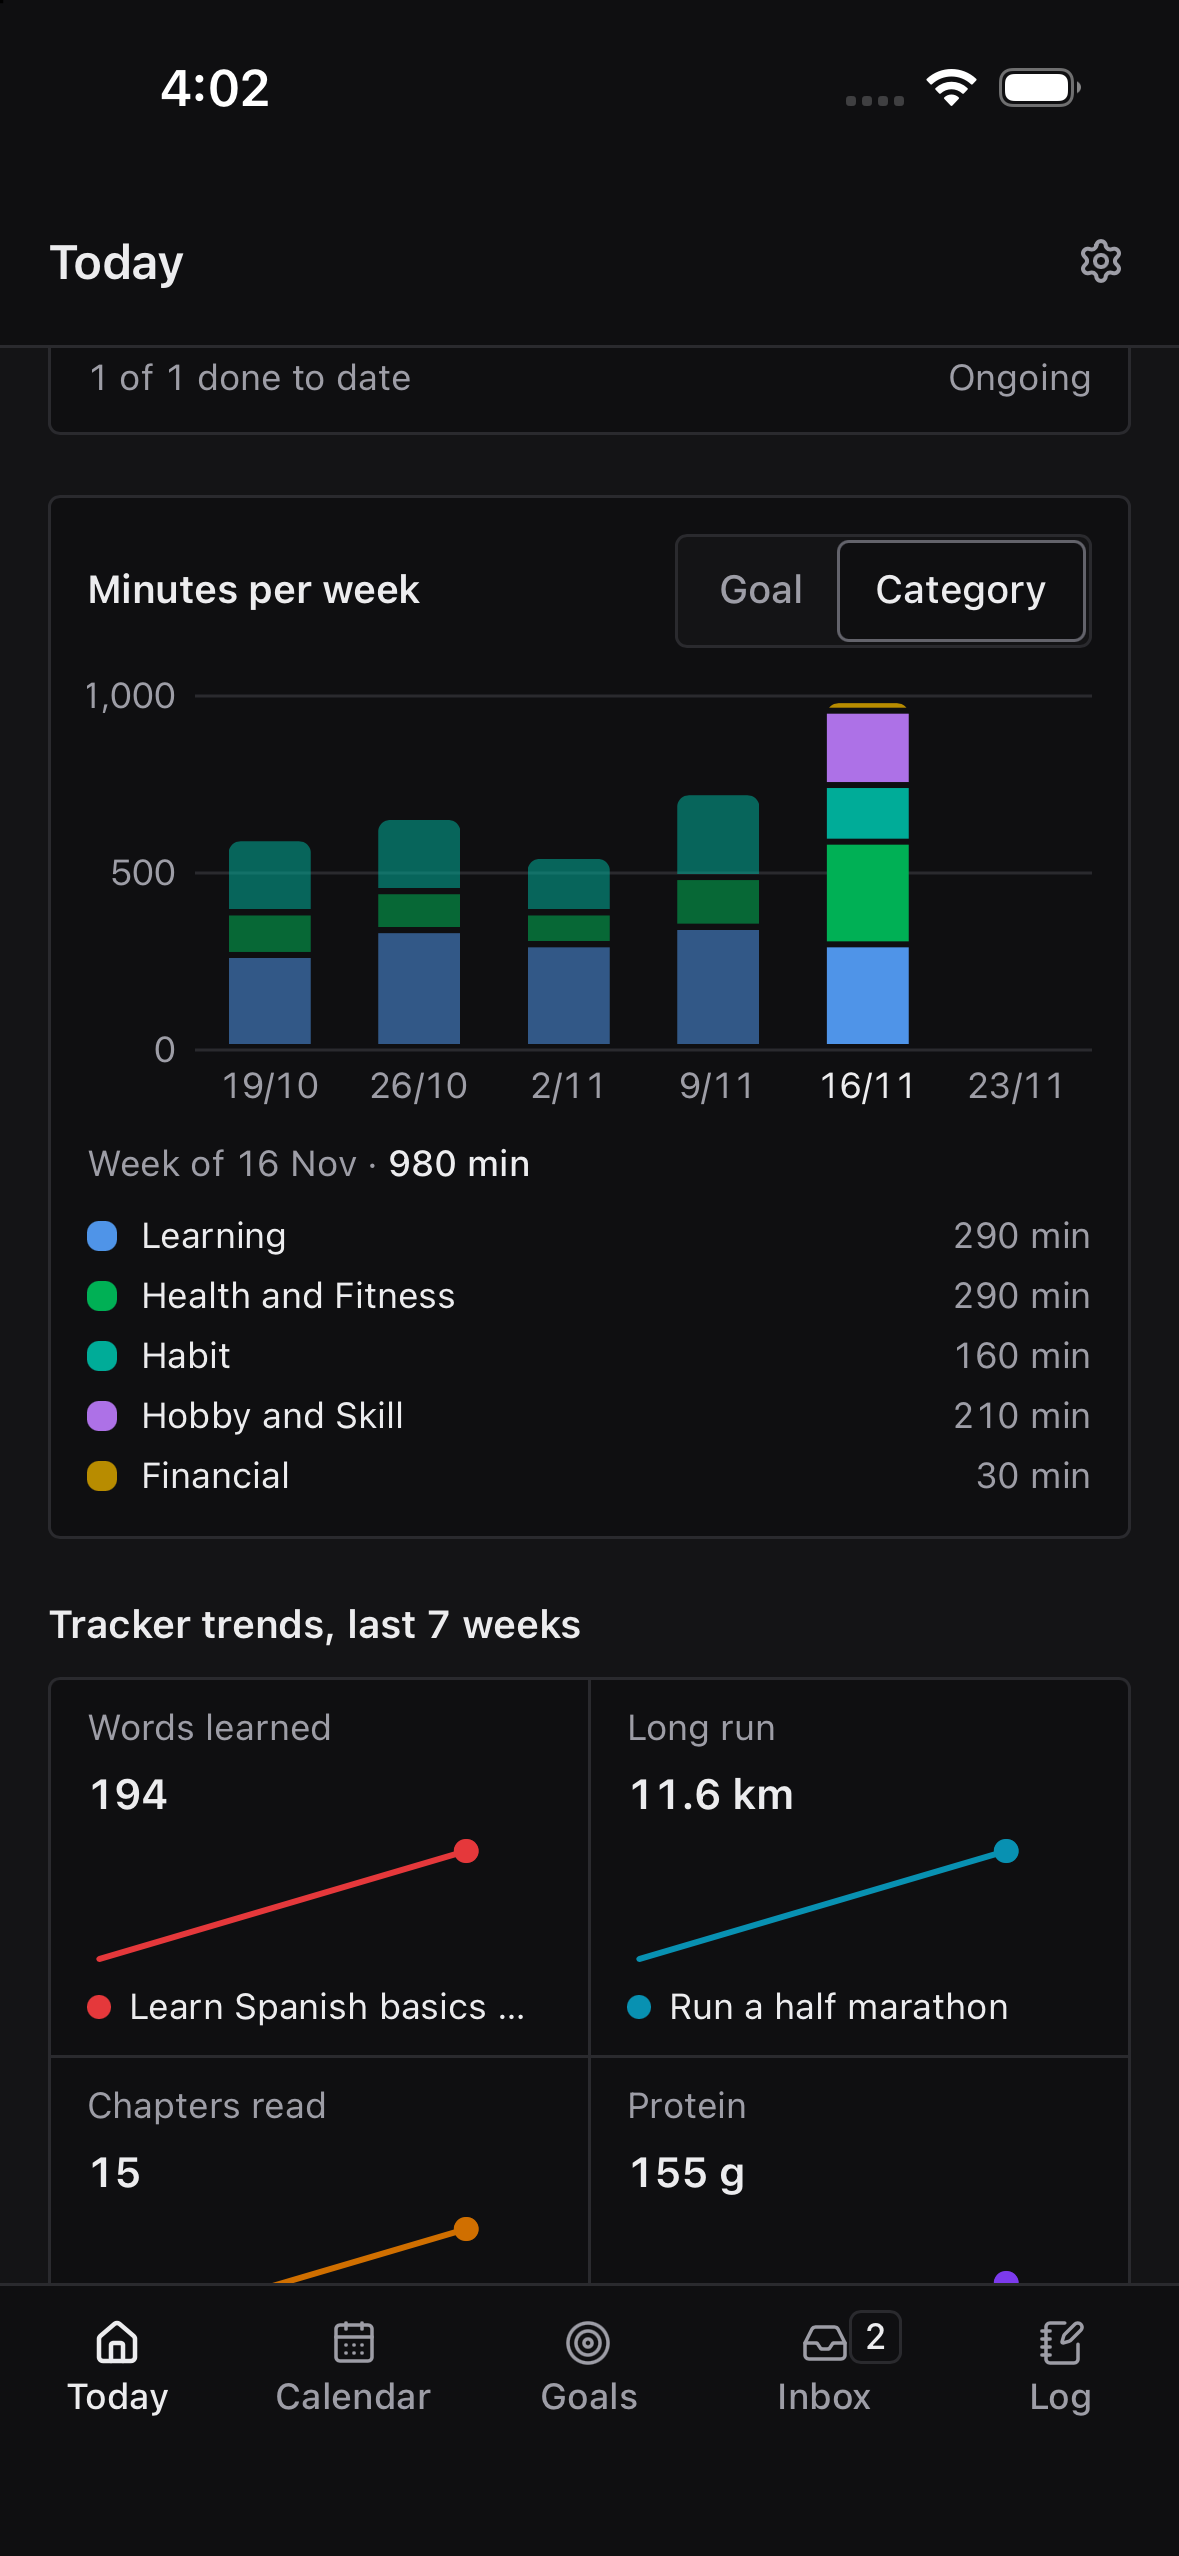 4:02
Today
1 of 1 done to date Ongoing
Minutes per week Goal Category
1,000
500
0
19/10 26/10 2/11 9/11 16/11 23/11
Week of 16 Nov · 980 min
Learning 290 min
Health and Fitness 290 min
Habit 160 min
Hobby and Skill 210 min
Financial 30 min
Tracker trends, last 7 weeks
Words learned
194
Learn Spanish basics ...
Long run
11.6 km
Run a half marathon
Chapters read
15
Protein
155 g
2
Today Calendar Goals Inbox Log